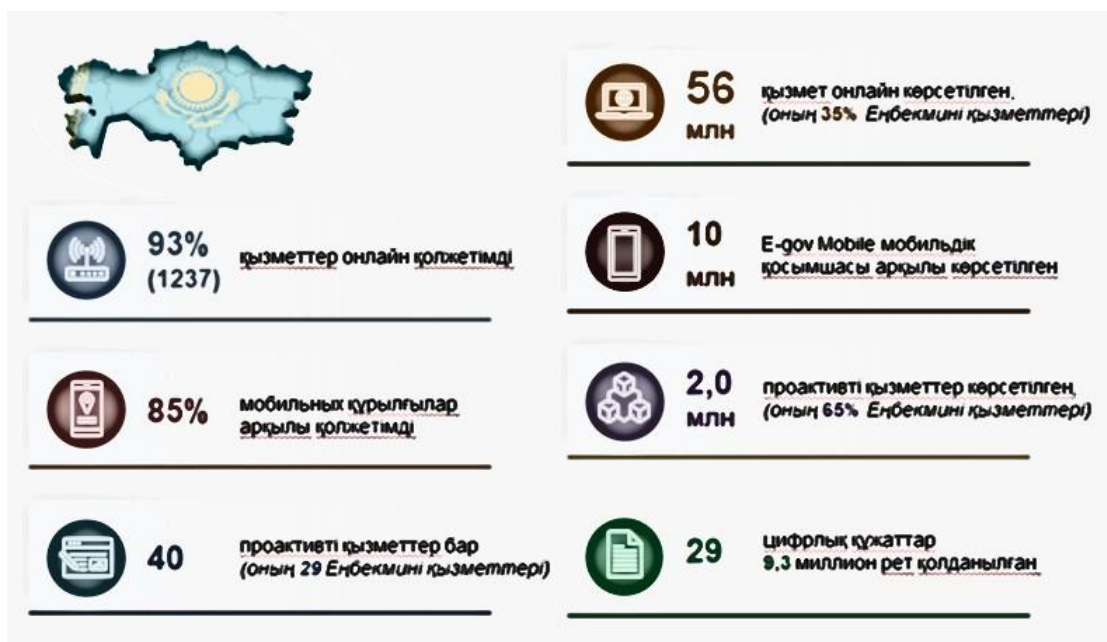 93%
(1237)
қызметтер онлайн қолжетімді
85%
мобильных құрылғылар
арқылы қолжетімді
40
проактивті қызметтер бар
(оның 29 Еңбекмині қызметтері)
56
млн
қызмет онлайн көрсетілген.
(оның 35% Еңбекмині қызметтері)
10
млн
E-gov Mobile мобильдік
қосымшасы арқылы көрсетілген
2,0
млн
проактивті қызметтер көрсетілген,
(оның 65% Еңбекмині қызметтері)
29
цифрлық құжаттар
9,3 миллион рет қолданылған